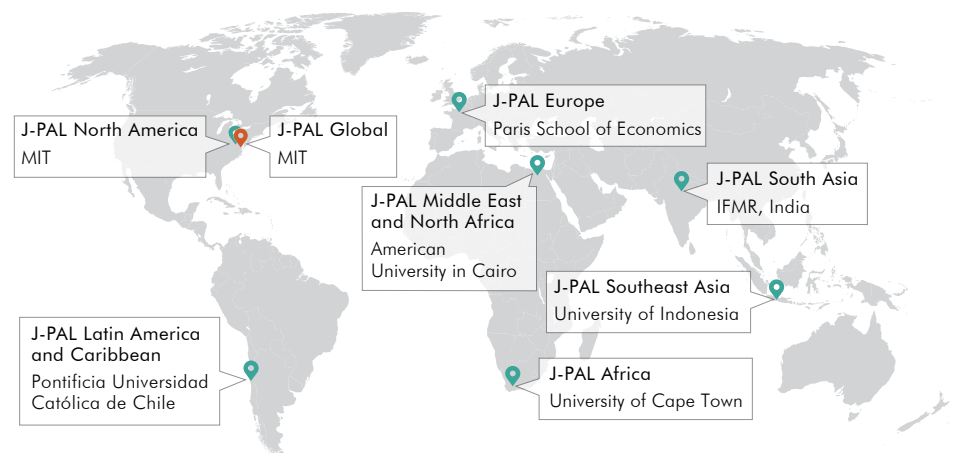 J-PAL Europe
Paris School of Economics
J-PAL North America
MIT
J-PAL Global
MIT
J-PAL South Asia
IFMR, India
J-PAL Middle East
and North Africa
American
University in Cairo
J-PAL Southeast Asia
University of Indonesia
J-PAL Latin America
and Caribbean
Pontificia Universidad
Católica de Chile
J-PAL Africa
University of Cape Town